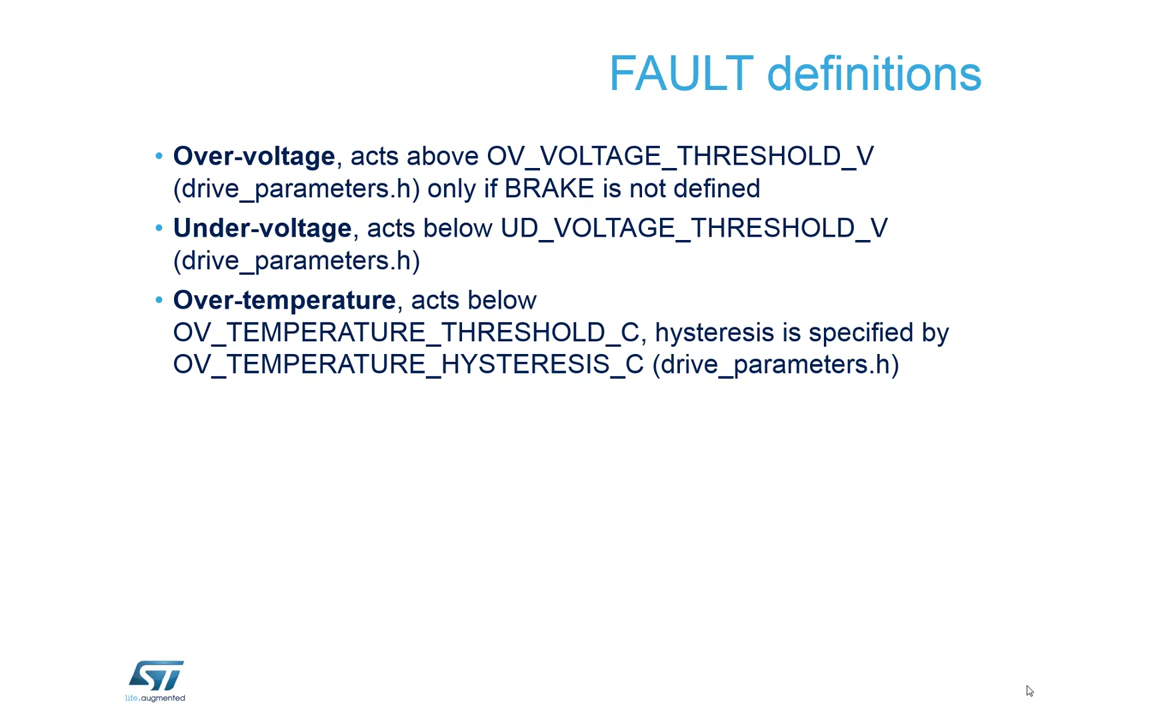 FAULT definitions
• Over-voltage, acts above OV_VOLTAGE_THRESHOLD_V
(drive_parameters.h) only if BRAKE is not defined
• Under-voltage, acts below UD_VOLTAGE_THRESHOLD_V
(drive_parameters.h)
• Over-temperature, acts below
OV_TEMPERATURE_THRESHOLD_C, hysteresis is specified by
OV_TEMPERATURE_HYSTERESIS_C (drive_parameters.h)
ST
life.augmented